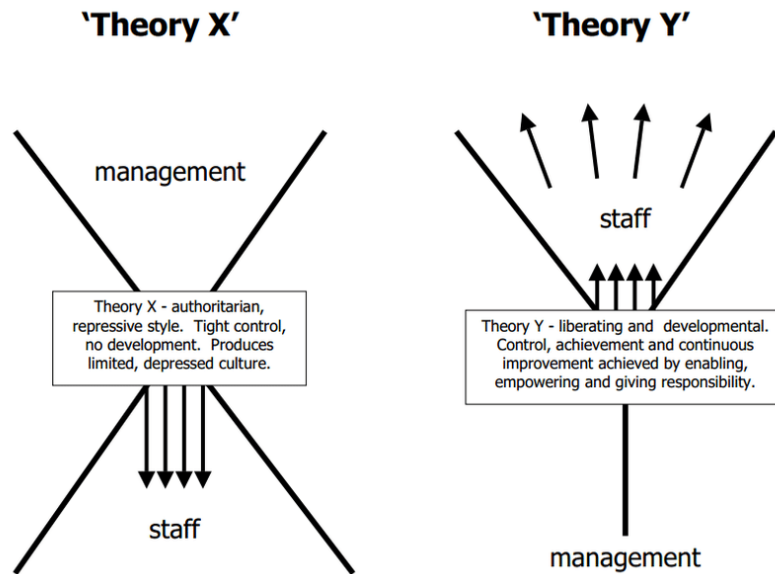 ‘Theory X’
management
Theory X - authoritarian,
repressive style. Tight control,
no development. Produces
limited, depressed culture.
staff
‘Theory Y’
staff
Theory Y - liberating and developmental.
Control, achievement and continuous
improvement achieved by enabling,
empowering and giving responsibility.
management